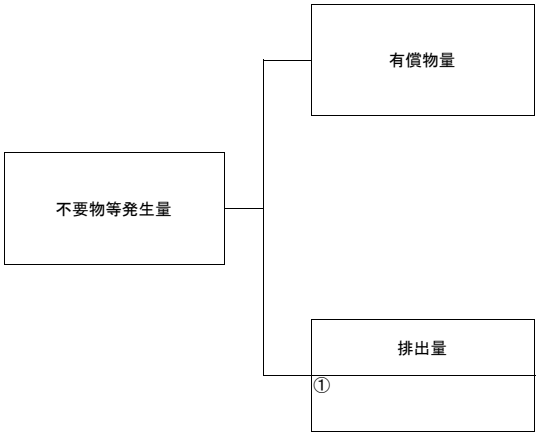 有償物量
不要物等発生量
排出量
①